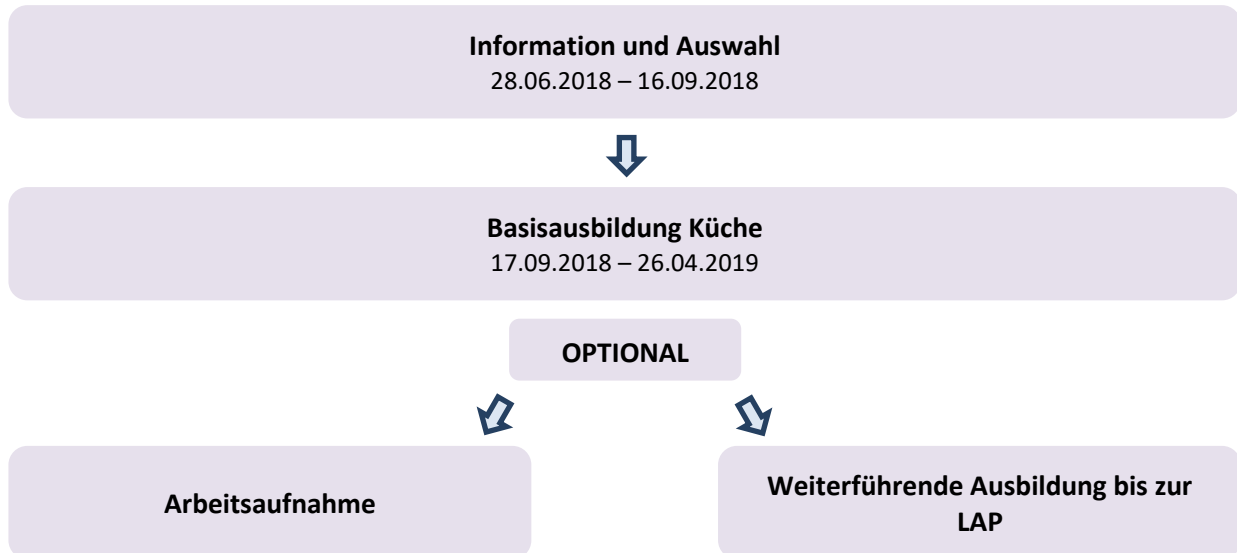 Information und Auswahl
28.06.2018 – 16.09.2018
Basisausbildung Küche
17.09.2018 – 26.04.2019
OPTIONAL
Arbeitsaufnahme
Weiterführende Ausbildung bis zur
LAP